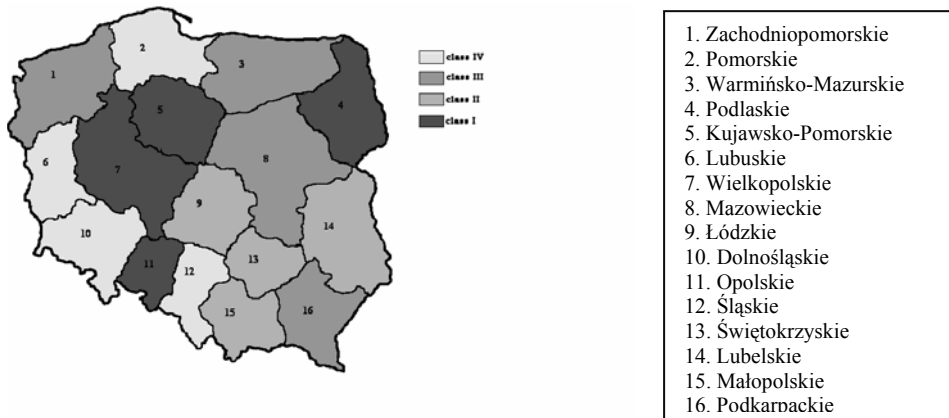 1
2
3
4
5
6
7
8
9
10
11
12
13
14
15
16
class IV
class III
class II
class I
1. Zachodniopomorskie
2. Pomorskie
3. Warmińsko-Mazurskie
4. Podlaskie
5. Kujawsko-Pomorskie
6. Lubuskie
7. Wielkopolskie
8. Mazowieckie
9. Łódzkie
10. Dolnośląskie
11. Opolskie
12. Śląskie
13. Świętokrzyskie
14. Lubelskie
15. Małopolskie
16. Podkarpackie